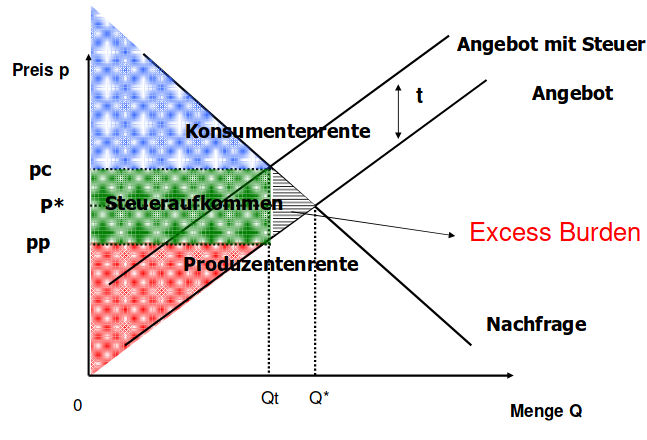 Angebot mit Steuer
Preis p
t
Angebot
Konsumentenrente
pc
P*
Steueraufkommen
Excess Burden
pp
Produzentenrente
Nachfrage
0
Qt
Q*
Menge Q